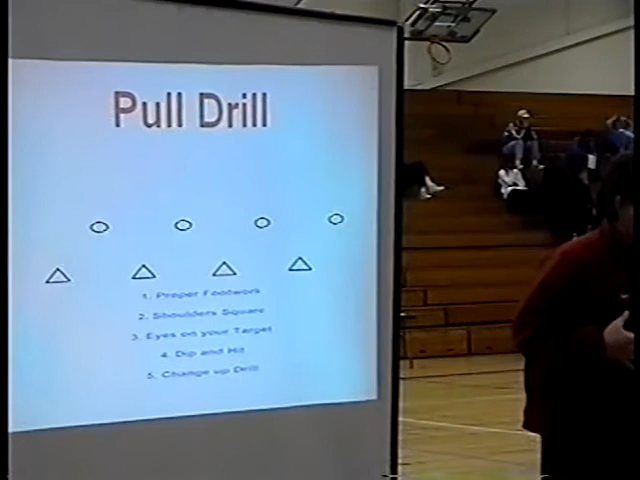 Pull Drill
1. Proper Footwork
2. Shoulders Square
3. Eyes on your Target
4. Dip and Hit
5. Change up Drill